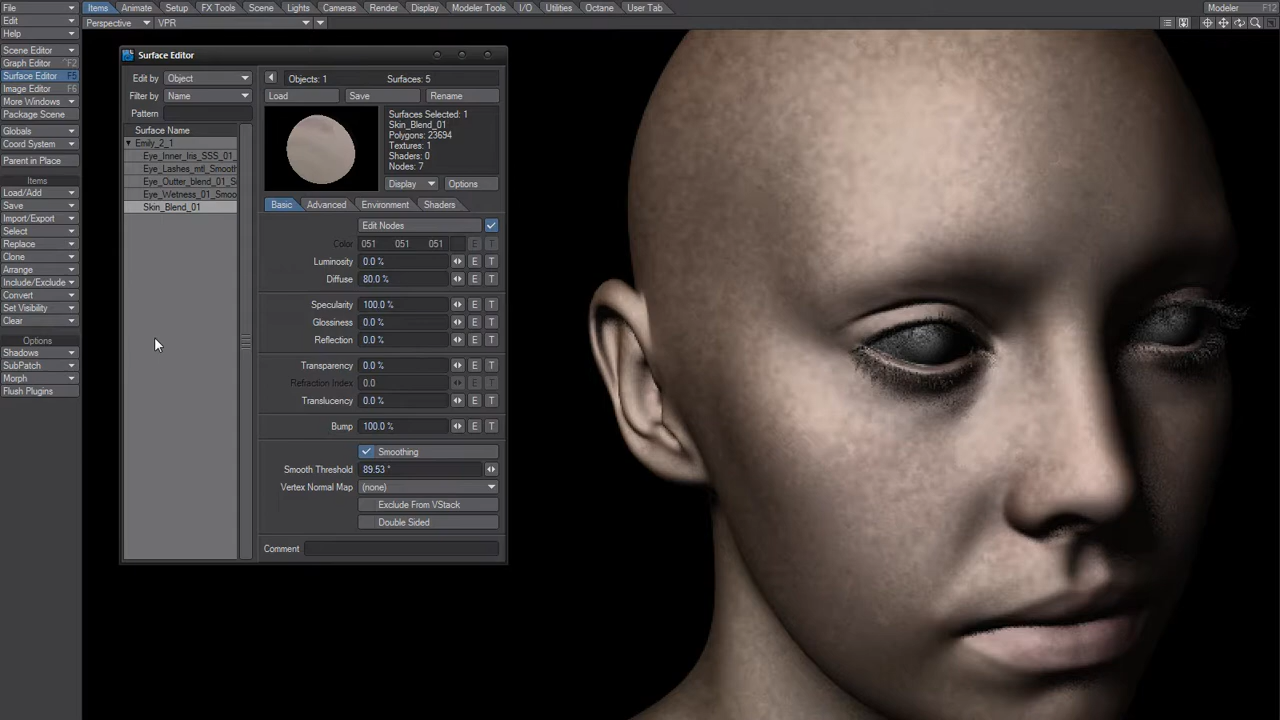 File
Items
Animate
Setup
FX Tools
Scene
Lights
Cameras
Render
Display
Modeler Tools
I/O
Utilities
Octane
User Tab
Modeler F12
Edit
Help
Perspective
VPR
Scene Editor
Graph Editor F2
Surface Editor F5
Image Editor F6
More Windows
Package Scene
Globals
Coord System
Parent in Place
Items
Load/Add
Save
Import/Export
Select
Replace
Clone
Arrange
Include/Exclude
Convert
Set Visibility
Clear
Options
Shadows
SubPatch
Morph
Flush Plugins
Surface Editor
Edit by Object
Filter by Name
Pattern
Surface Name
Emily_2_1
Eye_Inner_Iris_SSS_01_
Eye_Lashes_mtl_Smooth
Eye_Outter_blend_01_S
Eye_Wetness_01_Smoo
Skin_Blend_01
Objects: 1 Surfaces: 5
Load Save Rename
Surfaces Selected: 1
Skin_Blend_01
Polygons: 23694
Textures: 1
Shaders: 0
Nodes: 7
Display Options
Basic Advanced Environment Shaders
Edit Nodes
Color 051 051 051 E T
Luminosity 0.0 % E T
Diffuse 80.0 % E T
Specularity 100.0 % E T
Glossiness 0.0 % E T
Reflection 0.0 % E T
Transparency 0.0 % E T
Refraction Index 0.0 E T
Translucency 0.0 % E T
Bump 100.0 % E T
Smoothing
Smooth Threshold 89.53 °
Vertex Normal Map (none)
Exclude From VStack
Double Sided
Comment